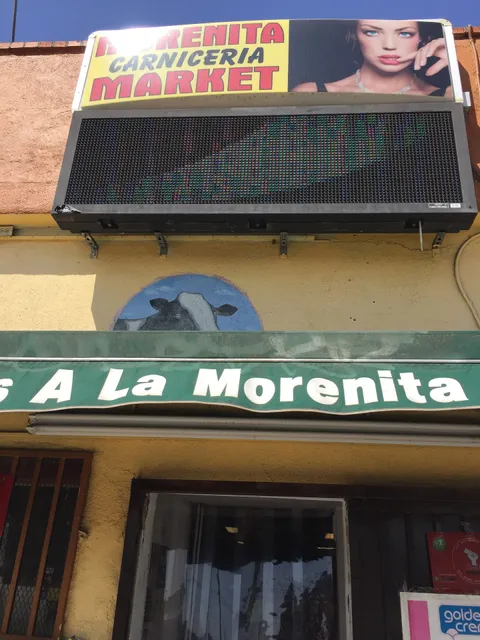 MORENITA
CARNICERIA
MARKET
s A La Morenita
golde
cre